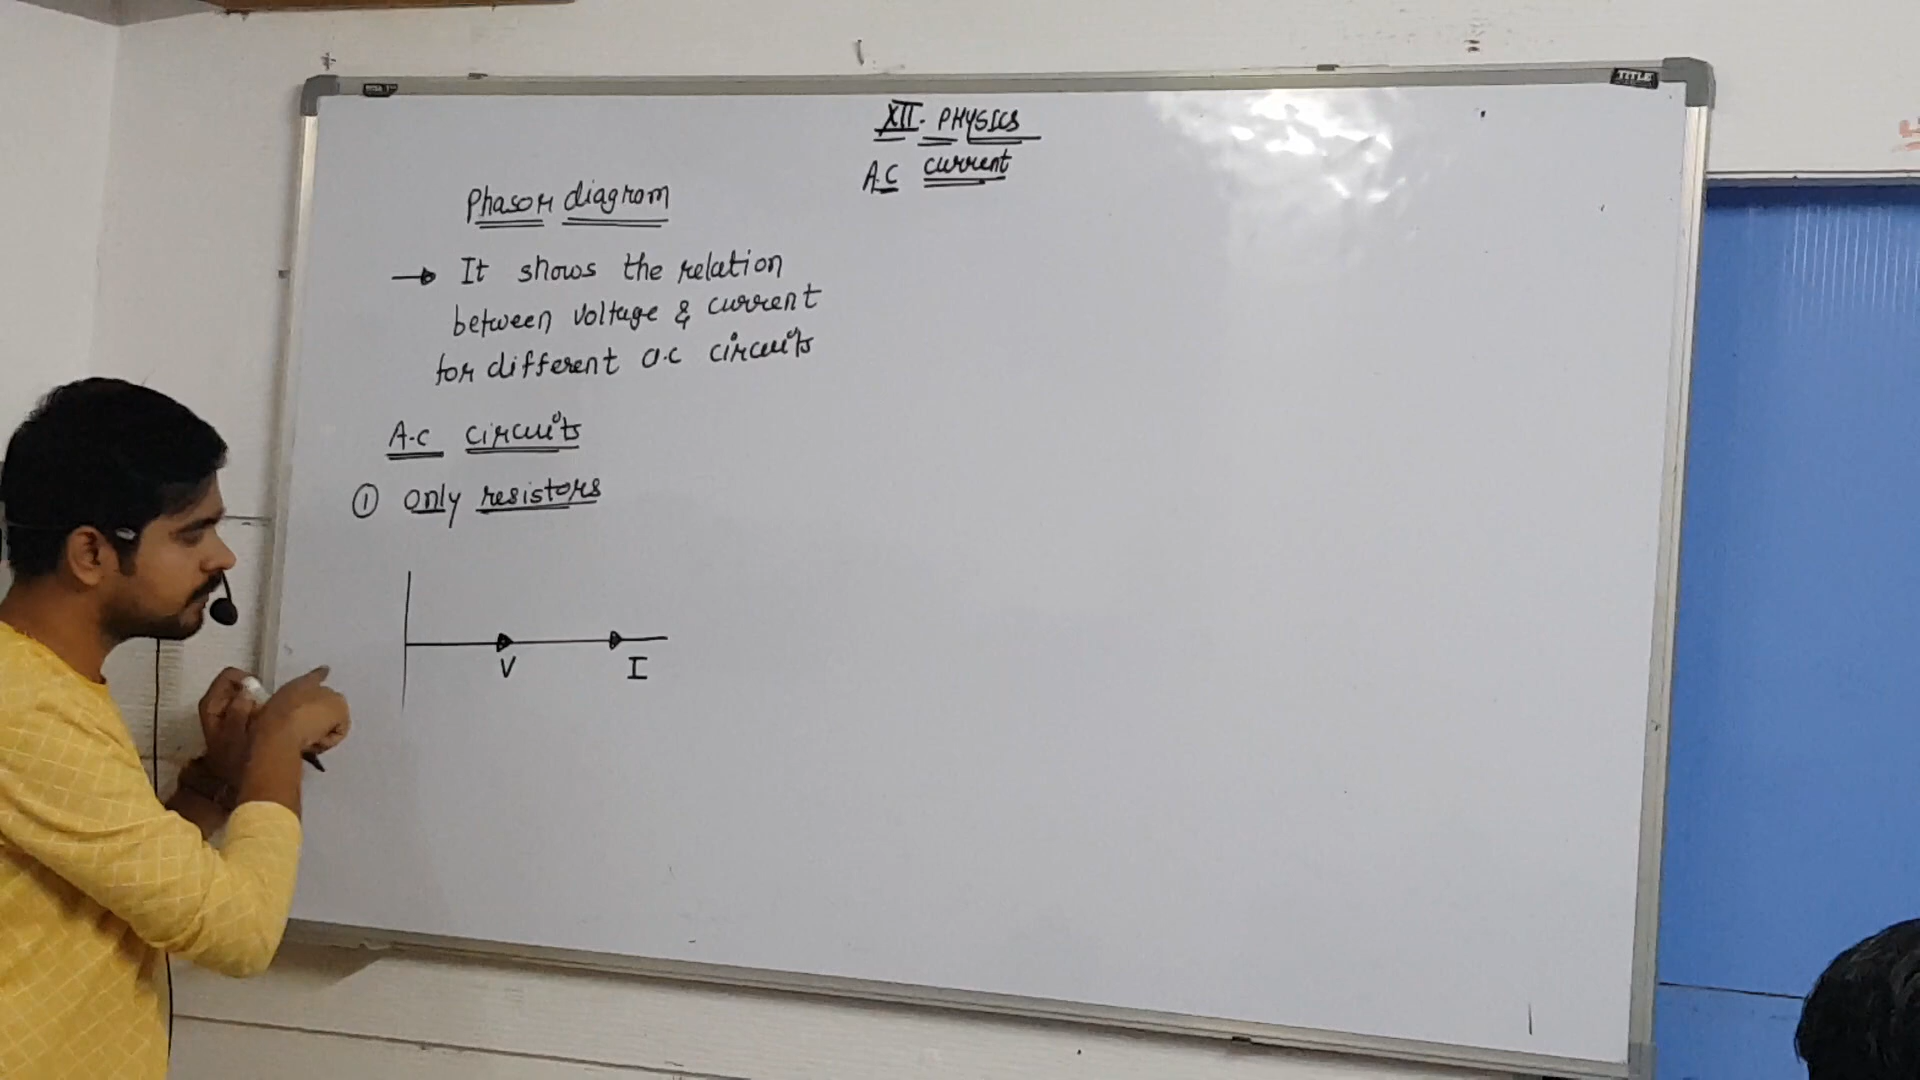 XII - PHYSICS
A.C current
Phasor diagram
→ It shows the relation
between voltage & current
for different a.c circuits
A.c circuits
① only resistors
V I
TITLE